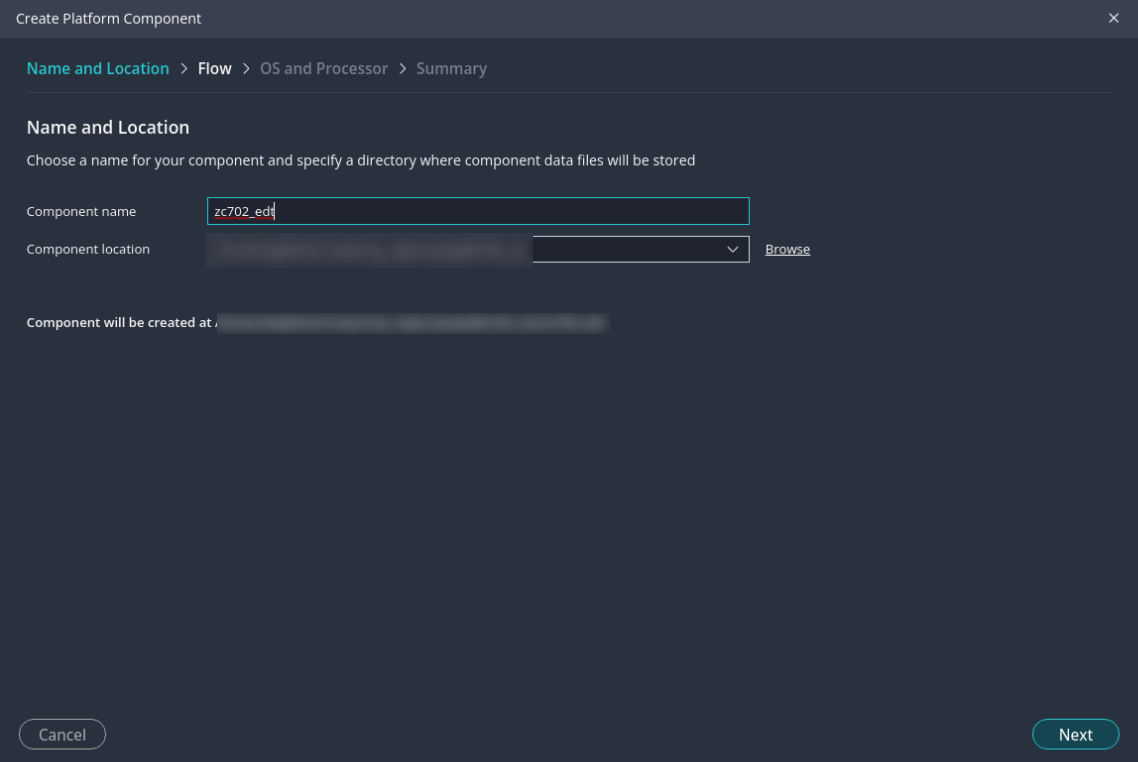 Create Platform Component
Name and Location > Flow > OS and Processor > Summary
Name and Location
Choose a name for your component and specify a directory where component data files will be stored
Component name zc702_edt
Component location Browse
Component will be created at /
Cancel Next